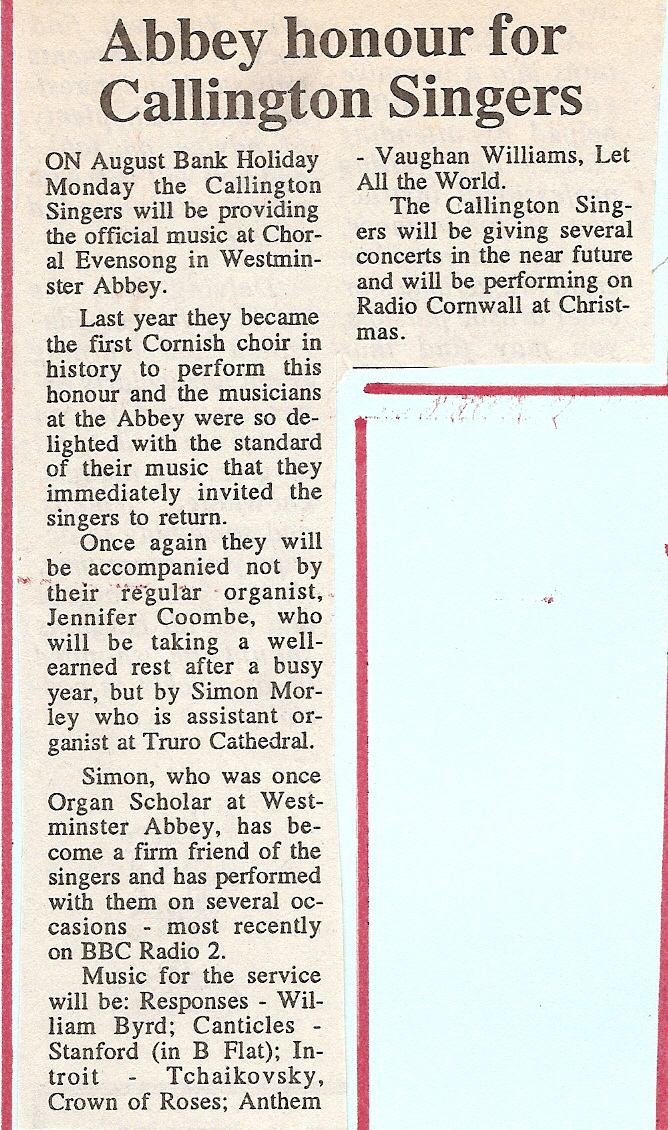 Abbey honour for
Callington Singers
ON August Bank Holiday
Monday the Callington
Singers will be providing
the official music at Chor-
al Evensong in Westmin-
ster Abbey.
Last year they became
the first Cornish choir in
history to perform this
honour and the musicians
at the Abbey were so de-
lighted with the standard
of their music that they
immediately invited the
singers to return.
Once again they will
be accompanied not by
their regular organist,
Jennifer Coombe, who
will be taking a well-
earned rest after a busy
year, but by Simon Mor-
ley who is assistant or-
ganist at Truro Cathedral.
Simon, who was once
Organ Scholar at West-
minster Abbey, has be-
come a firm friend of the
singers and has performed
with them on several oc-
casions - most recently
on BBC Radio 2.
Music for the service
will be: Responses - Wil-
liam Byrd; Canticles -
Stanford (in B Flat); In-
troit - Tchaikovsky,
Crown of Roses; Anthem
- Vaughan Williams, Let
All the World.
The Callington Sing-
ers will be giving several
concerts in the near future
and will be performing on
Radio Cornwall at Christ-
mas.